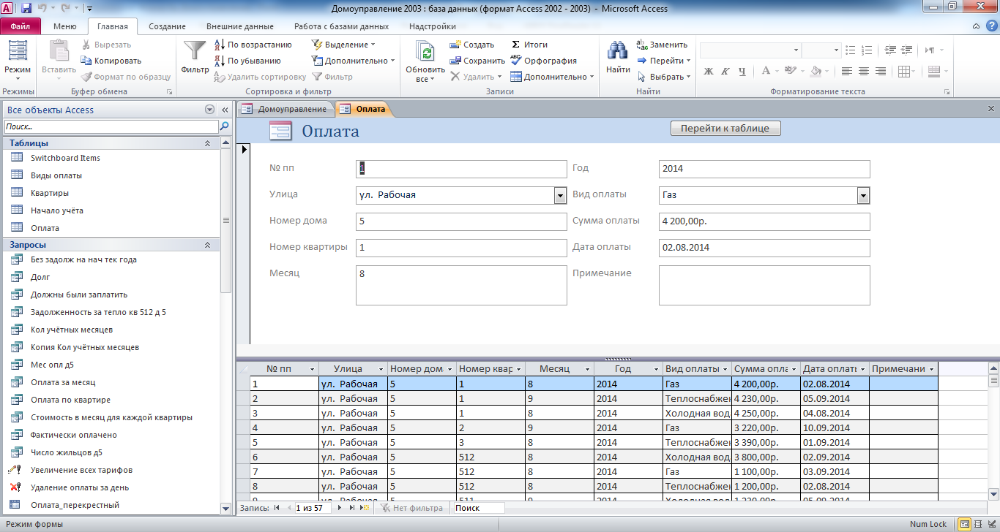 Домоуправление 2003 : база данных (формат Access 2002 - 2003) - Microsoft Access
Файл Меню Главная Создание Внешние данные Работа с базами данных Надстройки
Режим
Режимы
Вставить
Вырезать
Копировать
Формат по образцу
Буфер обмена
Фильтр
По возрастанию
По убыванию
Удалить сортировку
Выделение
Дополнительно
Фильтр
Сортировка и фильтр
Обновить
все
Создать
Сохранить
Удалить
Итоги
Орфография
Дополнительно
Записи
Найти
Заменить
Перейти
Выбрать
Найти
Ж К Ч
Форматирование текста
Все объекты Access
Поиск...
Таблицы
Switchboard Items
Виды оплаты
Квартиры
Начало учёта
Оплата
Запросы
Без задолж на нач тек года
Долг
Должны были заплатить
Задолженность за тепло кв 512 д 5
Кол учётных месяцев
Копия Кол учётных месяцев
Мес опл д5
Оплата за месяц
Оплата по квартире
Стоимость в месяц для каждой квартиры
Фактически оплачено
Число жильцов д5
Увеличение всех тарифов
Удаление оплаты за день
Оплата_перекрестный
Домоуправление Оплата
Оплата Перейти к таблице
№ пп 1 Год 2014
Улица ул. Рабочая Вид оплаты Газ
Номер дома 5 Сумма оплаты 4 200,00р.
Номер квартиры 1 Дата оплаты 02.08.2014
Месяц 8 Примечание
№ пп Улица Номер дом Номер квар Месяц Год Вид оплаты Сумма опла Дата оплать Примечани
1 ул. Рабочая 5 1 8 2014 Газ 4 200,00р. 02.08.2014
2 ул. Рабочая 5 1 9 2014 Теплоснабжен 4 230,00р. 05.09.2014
3 ул. Рабочая 5 1 8 2014 Холодная вод 4 250,00р. 04.08.2014
4 ул. Рабочая 5 2 9 2014 Газ 3 220,00р. 10.09.2014
5 ул. Рабочая 5 3 8 2014 Теплоснабжен 3 390,00р. 01.09.2014
6 ул. Рабочая 5 512 8 2014 Холодная вод 3 800,00р. 02.09.2014
7 ул. Рабочая 5 512 8 2014 Газ 1 100,00р. 03.09.2014
8 ул. Рабочая 5 512 8 2014 Теплоснабжен 1 200,00р. 02.08.2014
Запись: 1 из 57 Нет фильтра Поиск
Режим формы Num Lock